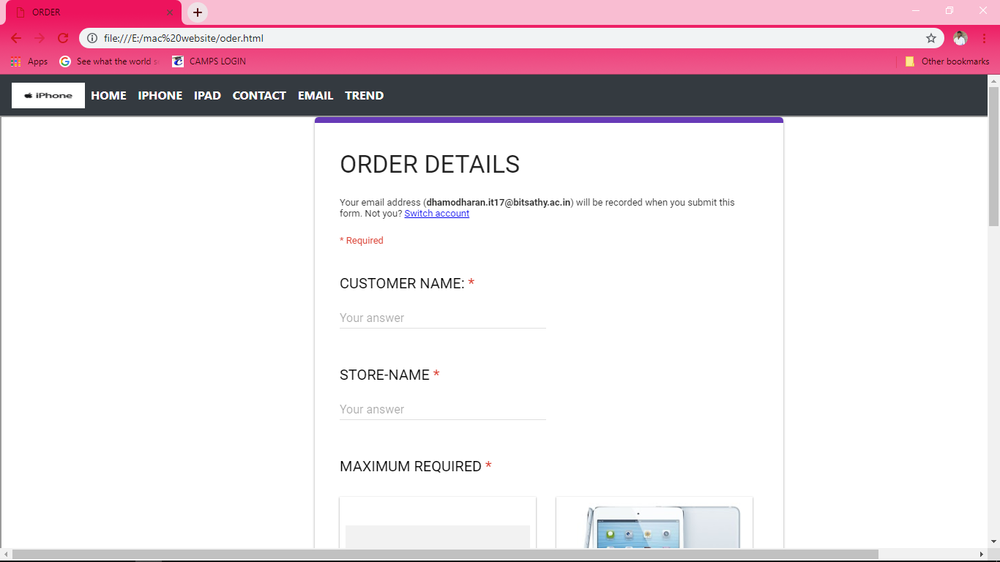 ORDER
file:///E:/mac%20website/oder.html
Apps
See what the world s
CAMPS LOGIN
Other bookmarks
iPhone
HOME
IPHONE
IPAD
CONTACT
EMAIL
TREND
ORDER DETAILS
Your email address (dhamodharan.it17@bitsathy.ac.in) will be recorded when you submit this
form. Not you? Switch account
* Required
CUSTOMER NAME: *
Your answer
STORE-NAME *
Your answer
MAXIMUM REQUIRED *